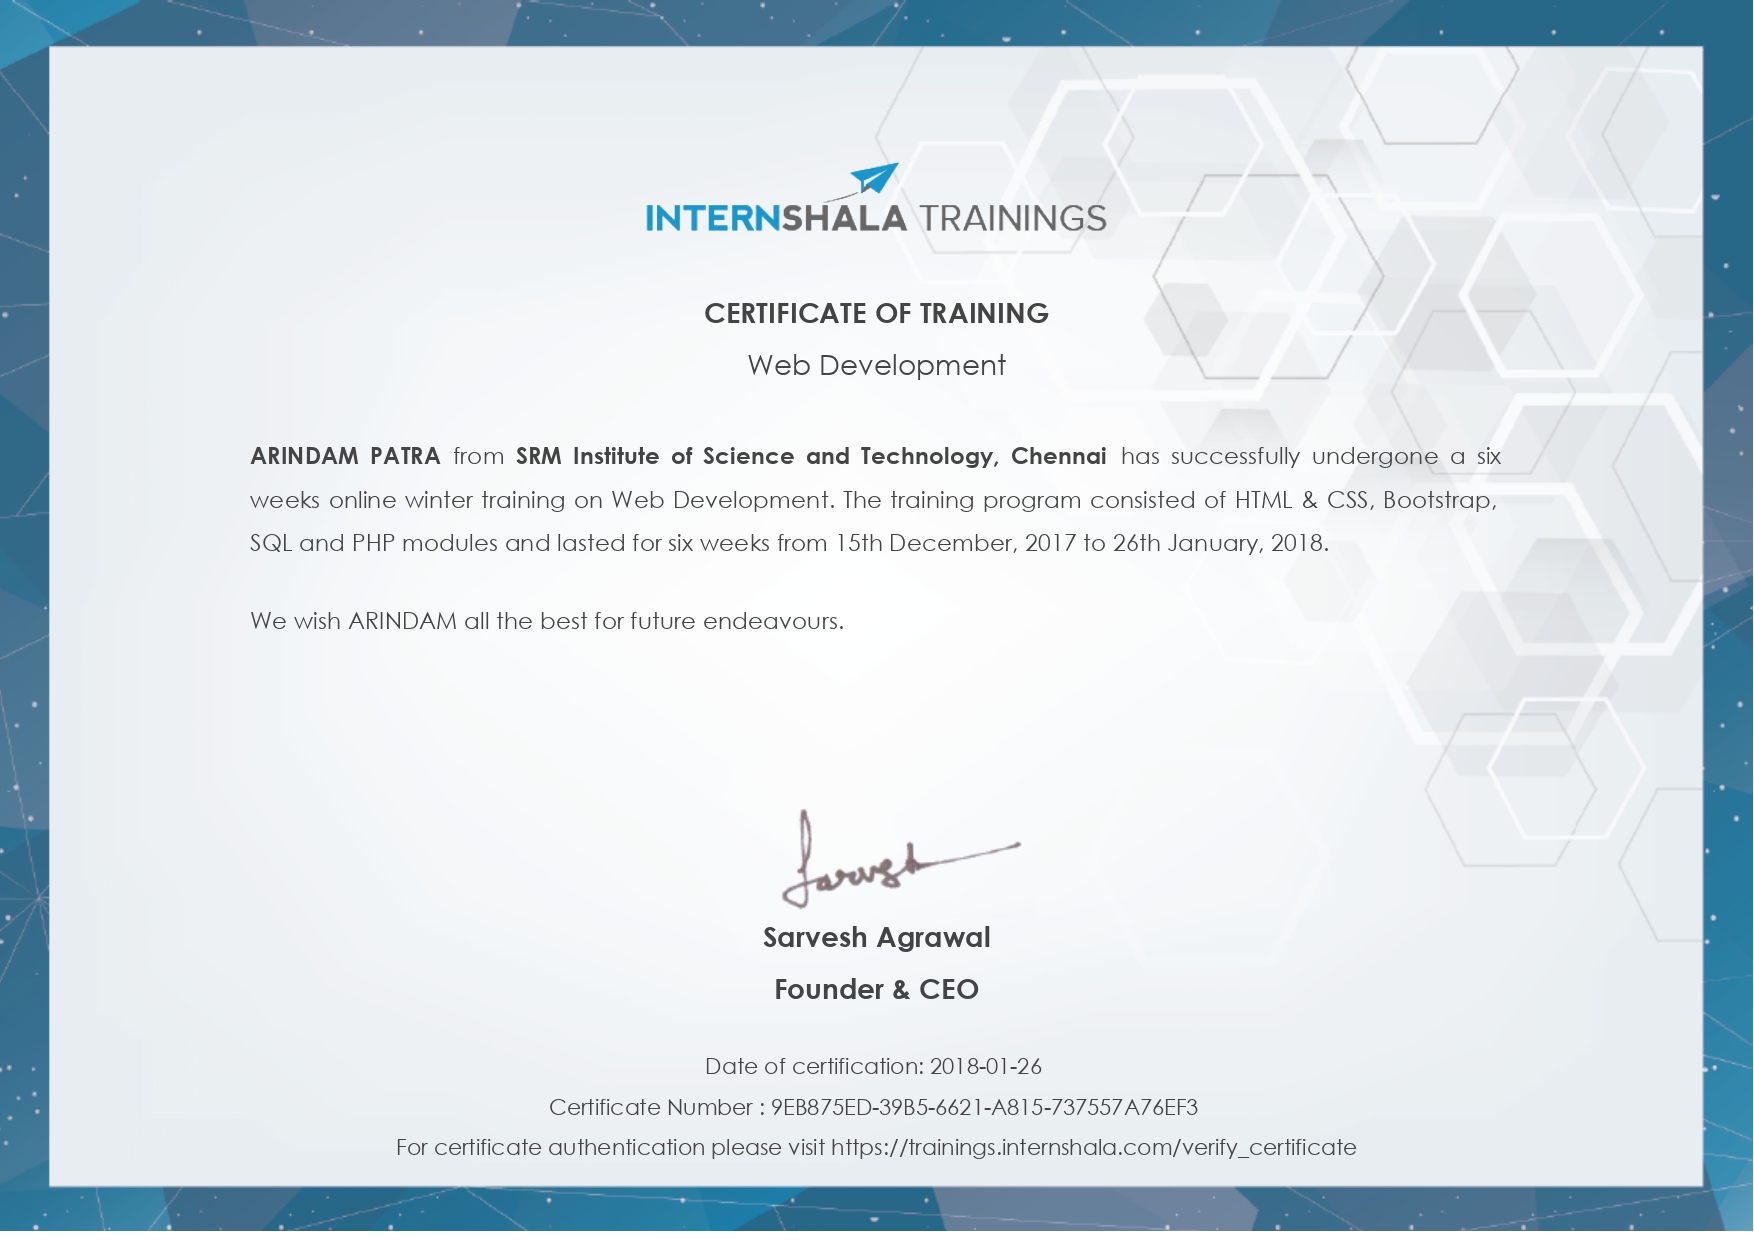 INTERNSHALA TRAININGS
CERTIFICATE OF TRAINING
Web Development
ARINDAM PATRA from SRM Institute of Science and Technology, Chennai has successfully undergone a six
weeks online winter training on Web Development. The training program consisted of HTML & CSS, Bootstrap,
SQL and PHP modules and lasted for six weeks from 15th December, 2017 to 26th January, 2018.
We wish ARINDAM all the best for future endeavours.
Sarvesh
Sarvesh Agrawal
Founder & CEO
Date of certification: 2018-01-26
Certificate Number : 9EB875ED-39B5-6621-A815-737557A76EF3
For certificate authentication please visit https://trainings.internshala.com/verify_certificate